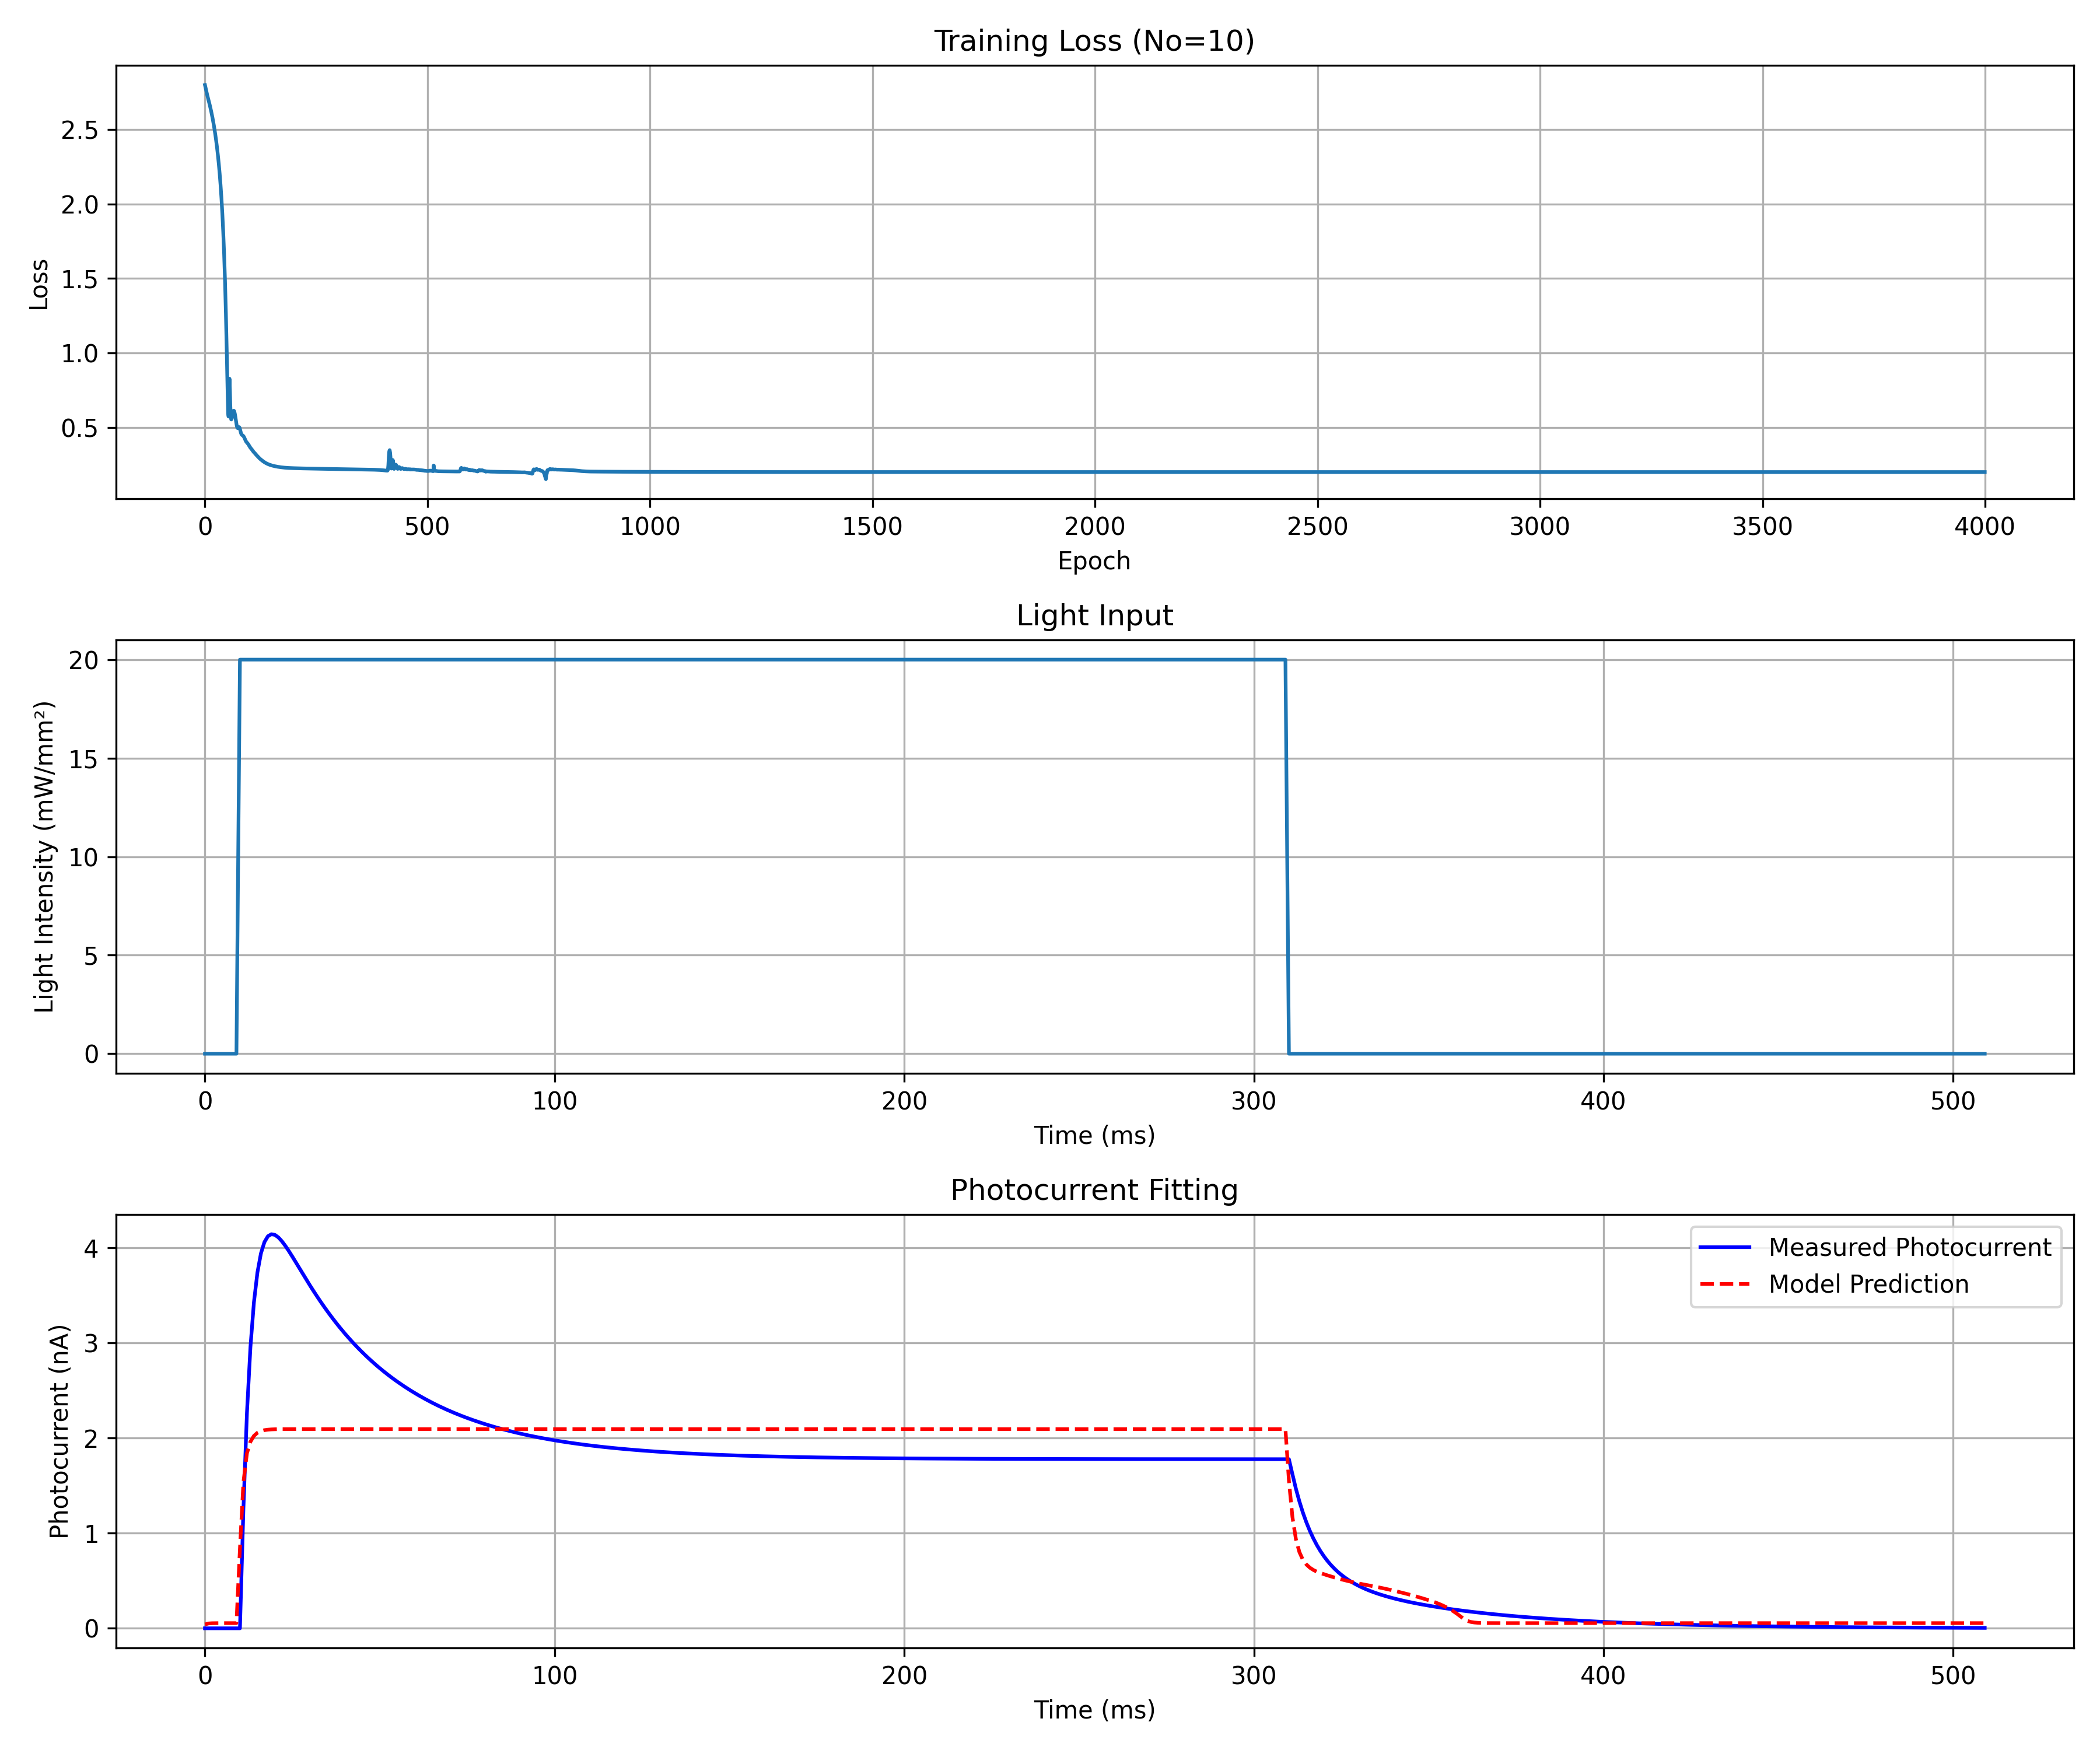 Training Loss (No=10)
2.5
2.0
1.5
1.0
0.5
Loss
0 500 1000 1500 2000 2500 3000 3500 4000
Epoch
Light Input
20
15
10
5
0
Light Intensity (mW/mm²)
0 100 200 300 400 500
Time (ms)
Photocurrent Fitting
4
3
2
1
0
Photocurrent (nA)
Measured Photocurrent
Model Prediction
0 100 200 300 400 500
Time (ms)